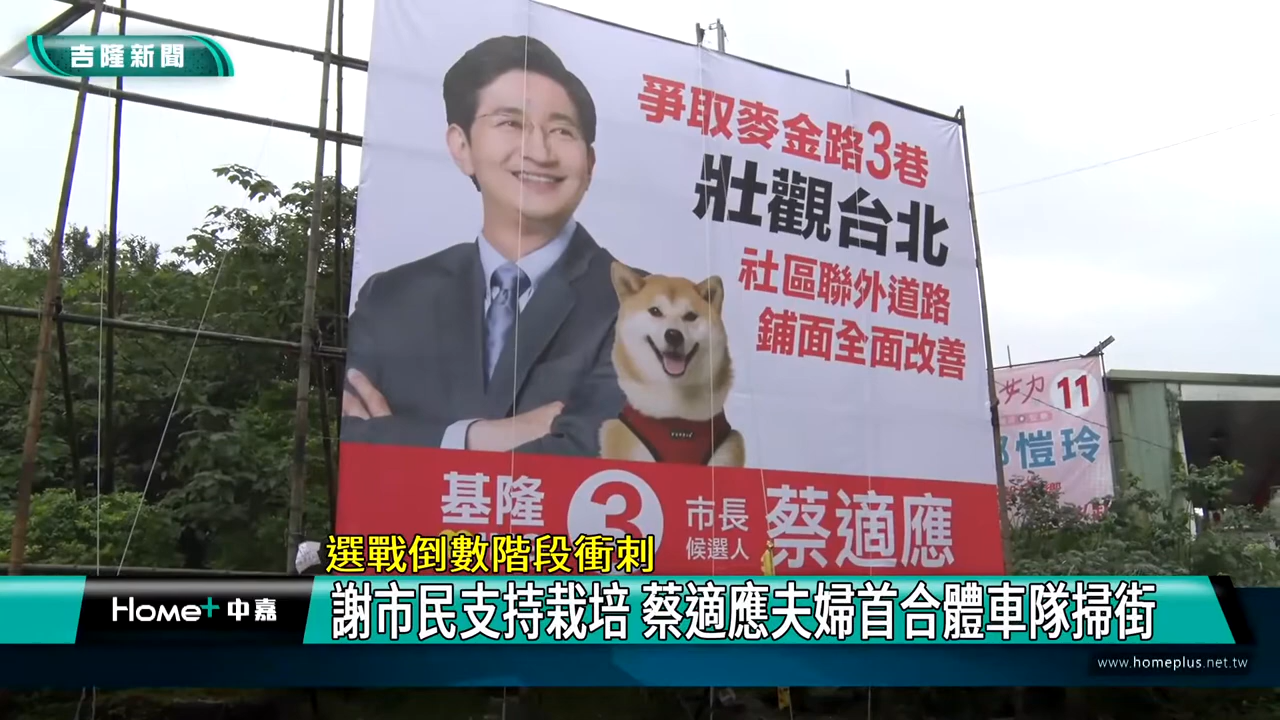 吉隆新聞
爭取麥金路3巷
壯觀台北
社區聯外道路
鋪面全面改善
基隆
3
市長
候選人
蔡適應
女力 11
愷玲
選戰倒數階段衝刺
Home+ 中嘉
謝市民支持栽培 蔡適應夫婦首合體車隊掃街
www.homeplus.net.tw